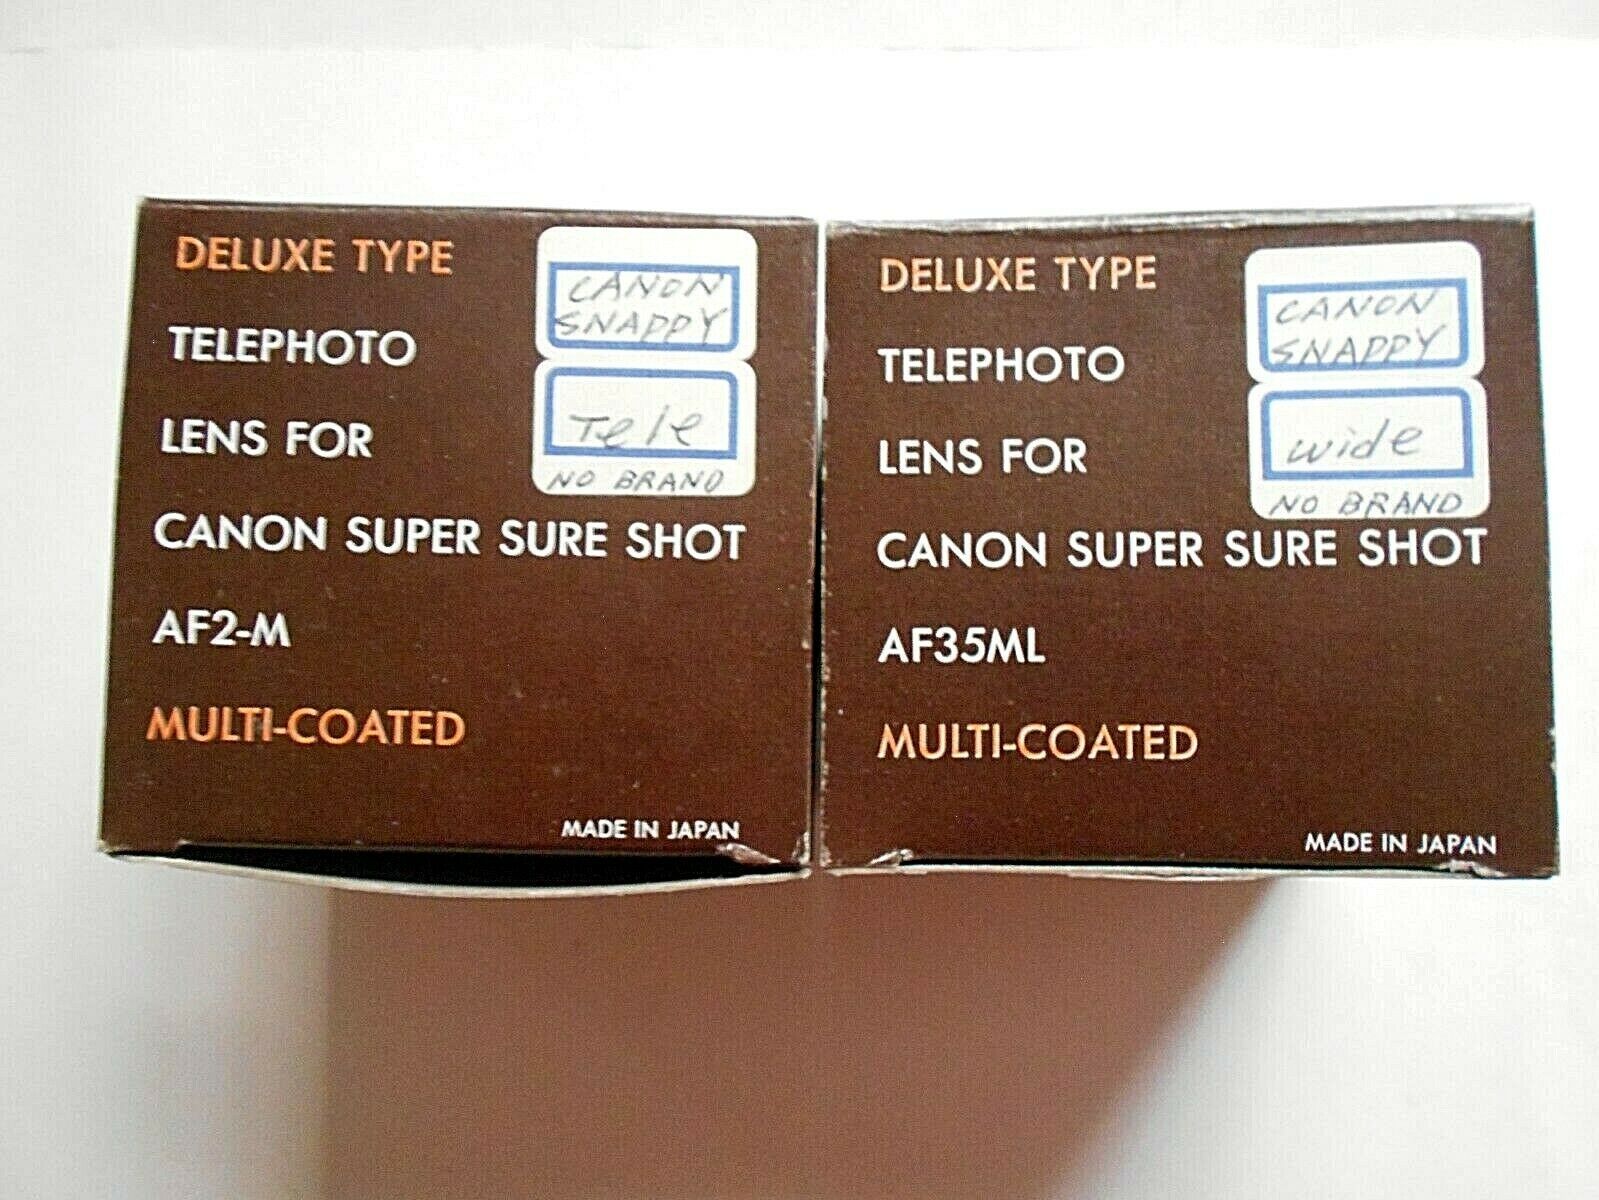 DELUXE TYPE
TELEPHOTO
LENS FOR
CANON SUPER SURE SHOT
AF2-M
MULTI-COATED
MADE IN JAPAN
CANON
SNAPPY
Tele
NO BRAND
DELUXE TYPE
TELEPHOTO
LENS FOR
CANON SUPER SURE SHOT
AF35ML
MULTI-COATED
MADE IN JAPAN
CANON
SNAPPY
wide
NO BRAND